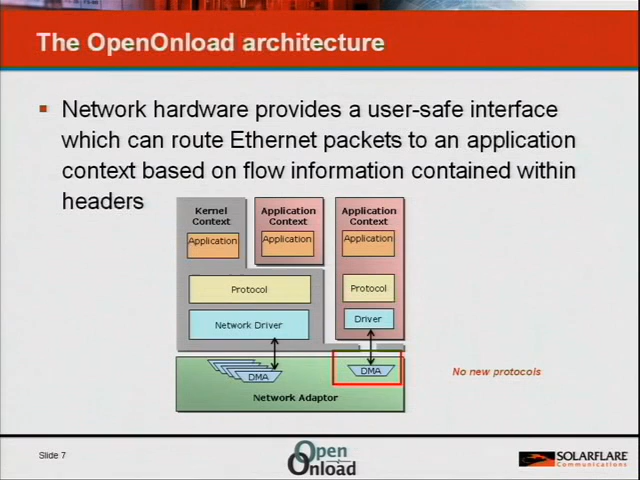 The OpenOnload architecture
Network hardware provides a user-safe interface
which can route Ethernet packets to an application
context based on flow information contained within
headers
Kernel
Context
Application
Context
Application
Context
Application
Application
Application
Protocol
Protocol
Network Driver
Driver
DMA
DMA
Network Adaptor
No new protocols
Slide 7
Open
Onload
SOLARFLARE
Communications